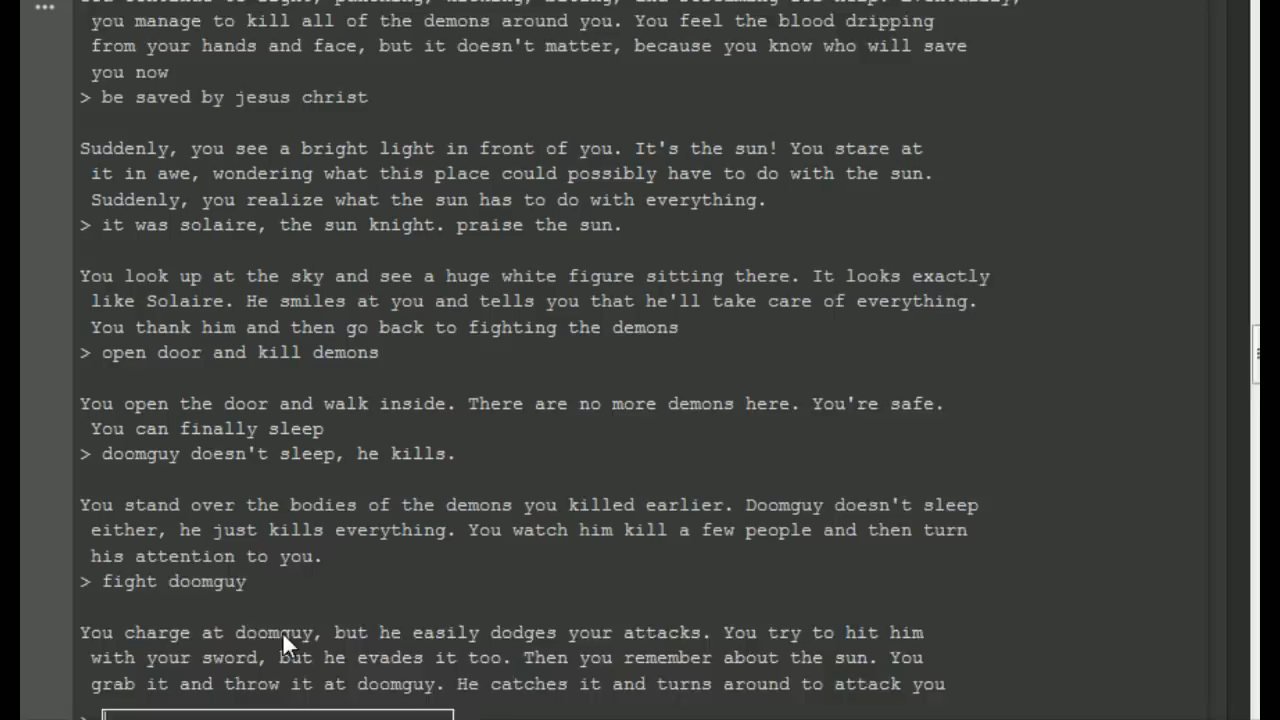 you manage to kill all of the demons around you. You feel the blood dripping
from your hands and face, but it doesn't matter, because you know who will save
you now
> be saved by jesus christ
Suddenly, you see a bright light in front of you. It's the sun! You stare at
it in awe, wondering what this place could possibly have to do with the sun.
Suddenly, you realize what the sun has to do with everything.
> it was solaire, the sun knight. praise the sun.
You look up at the sky and see a huge white figure sitting there. It looks exactly
like Solaire. He smiles at you and tells you that he'll take care of everything.
You thank him and then go back to fighting the demons
> open door and kill demons
You open the door and walk inside. There are no more demons here. You're safe.
You can finally sleep
> doomguy doesn't sleep, he kills.
You stand over the bodies of the demons you killed earlier. Doomguy doesn't sleep
either, he just kills everything. You watch him kill a few people and then turn
his attention to you.
> fight doomguy
You charge at doomguy, but he easily dodges your attacks. You try to hit him
with your sword, but he evades it too. Then you remember about the sun. You
grab it and throw it at doomguy. He catches it and turns around to attack you
>